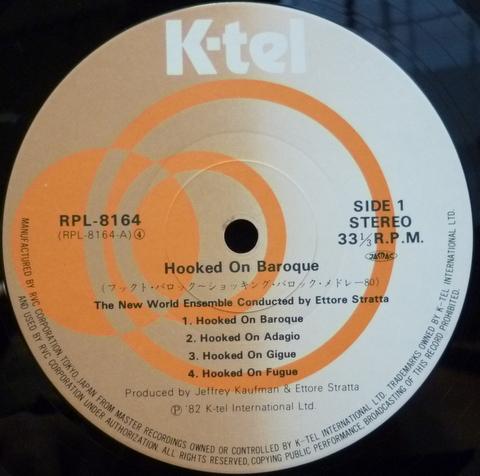 K-tel
RPL-8164
(RPL-8164-A) ④
SIDE 1
STEREO
33 1/3 R.P.M.
JASRAC
Hooked On Baroque
(フックト・バロック〜ショッキング・バロック・メドレー80)
The New World Ensemble Conducted by Ettore Stratta
1. Hooked On Baroque
2. Hooked On Adagio
3. Hooked On Gigue
4. Hooked On Fugue
Produced by Jeffrey Kaufman & Ettore Stratta
Ⓟ '82 K-tel International Ltd.
MANUFACTURED BY RVC CORPORATION TOKYO, JAPAN FROM MASTER RECORDINGS OWNED OR CONTROLLED BY K-TEL INTERNATIONAL LTD. TRADEMARKS OWNED BY K-TEL INTERNATIONAL LTD.
AND USED BY RVC CORPORATION UNDER AUTHORIZATION. ALL RIGHTS RESERVED, COPYING PUBLIC PERFORMANCE, BROADCASTING OF THIS RECORD PROHIBITED.